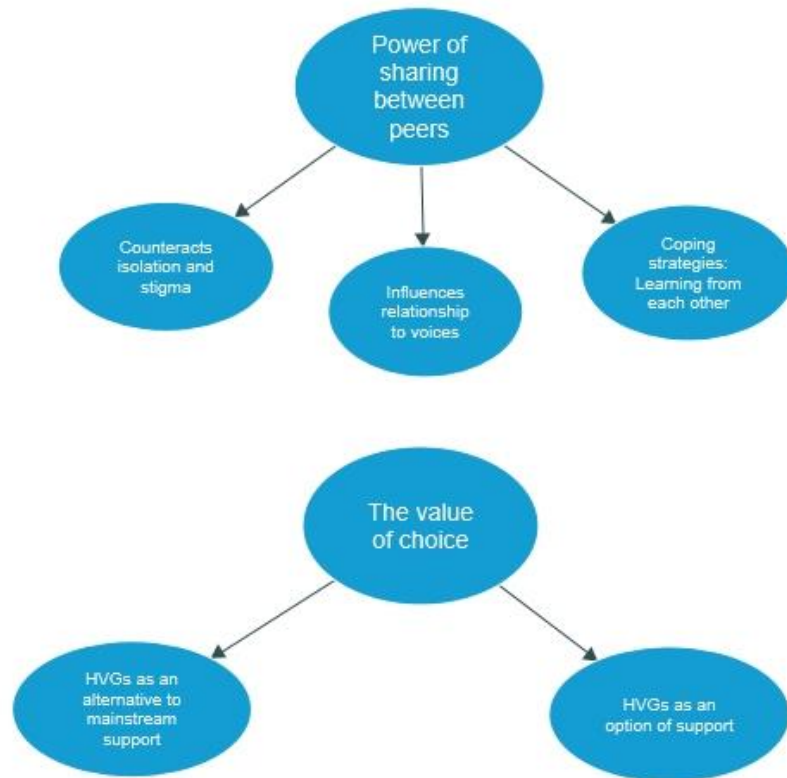 Power of
sharing
between
peers
Counteracts
isolation and
stigma
Influences
relationship
to voices
Coping
strategies:
Learning from
each other
The value
of choice
HVGs as an
alternative to
mainstream
support
HVGs as an
option of support